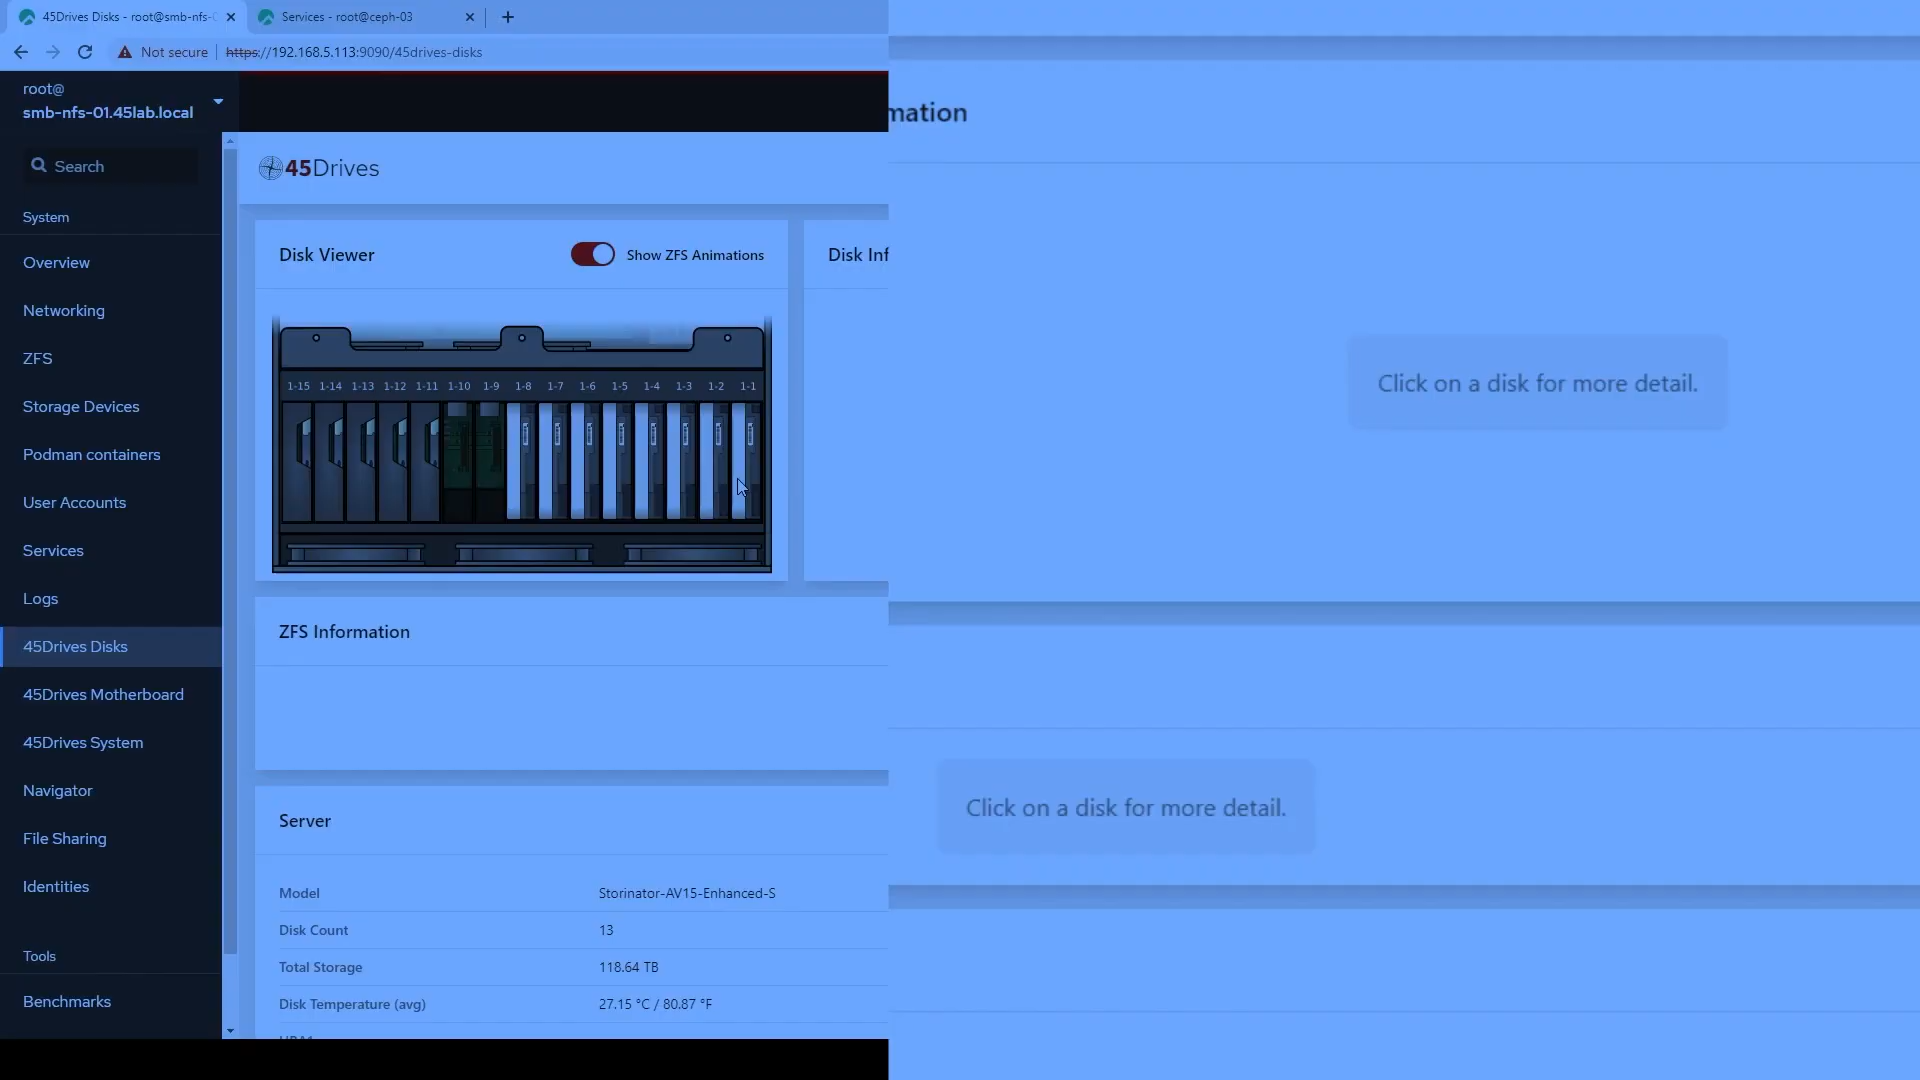 45Drives Disks - root@smb-nfs-0
Services - root@ceph-03
Not secure
https://192.168.5.113:9090/45drives-disks
root@
smb-nfs-01.45lab.local
Search
System
Overview
Networking
ZFS
Storage Devices
Podman containers
User Accounts
Services
Logs
45Drives Disks
45Drives Motherboard
45Drives System
Navigator
File Sharing
Identities
Tools
Benchmarks
45Drives
Disk Viewer
Show ZFS Animations
1-15 1-14 1-13 1-12 1-11 1-10 1-9 1-8 1-7 1-6 1-5 1-4 1-3 1-2 1-1
Disk Inf
ZFS Information
Server
Model Storinator-AV15-Enhanced-S
Disk Count 13
Total Storage 118.64 TB
Disk Temperature (avg) 27.15 °C / 80.87 °F
mation
Click on a disk for more detail.
Click on a disk for more detail.